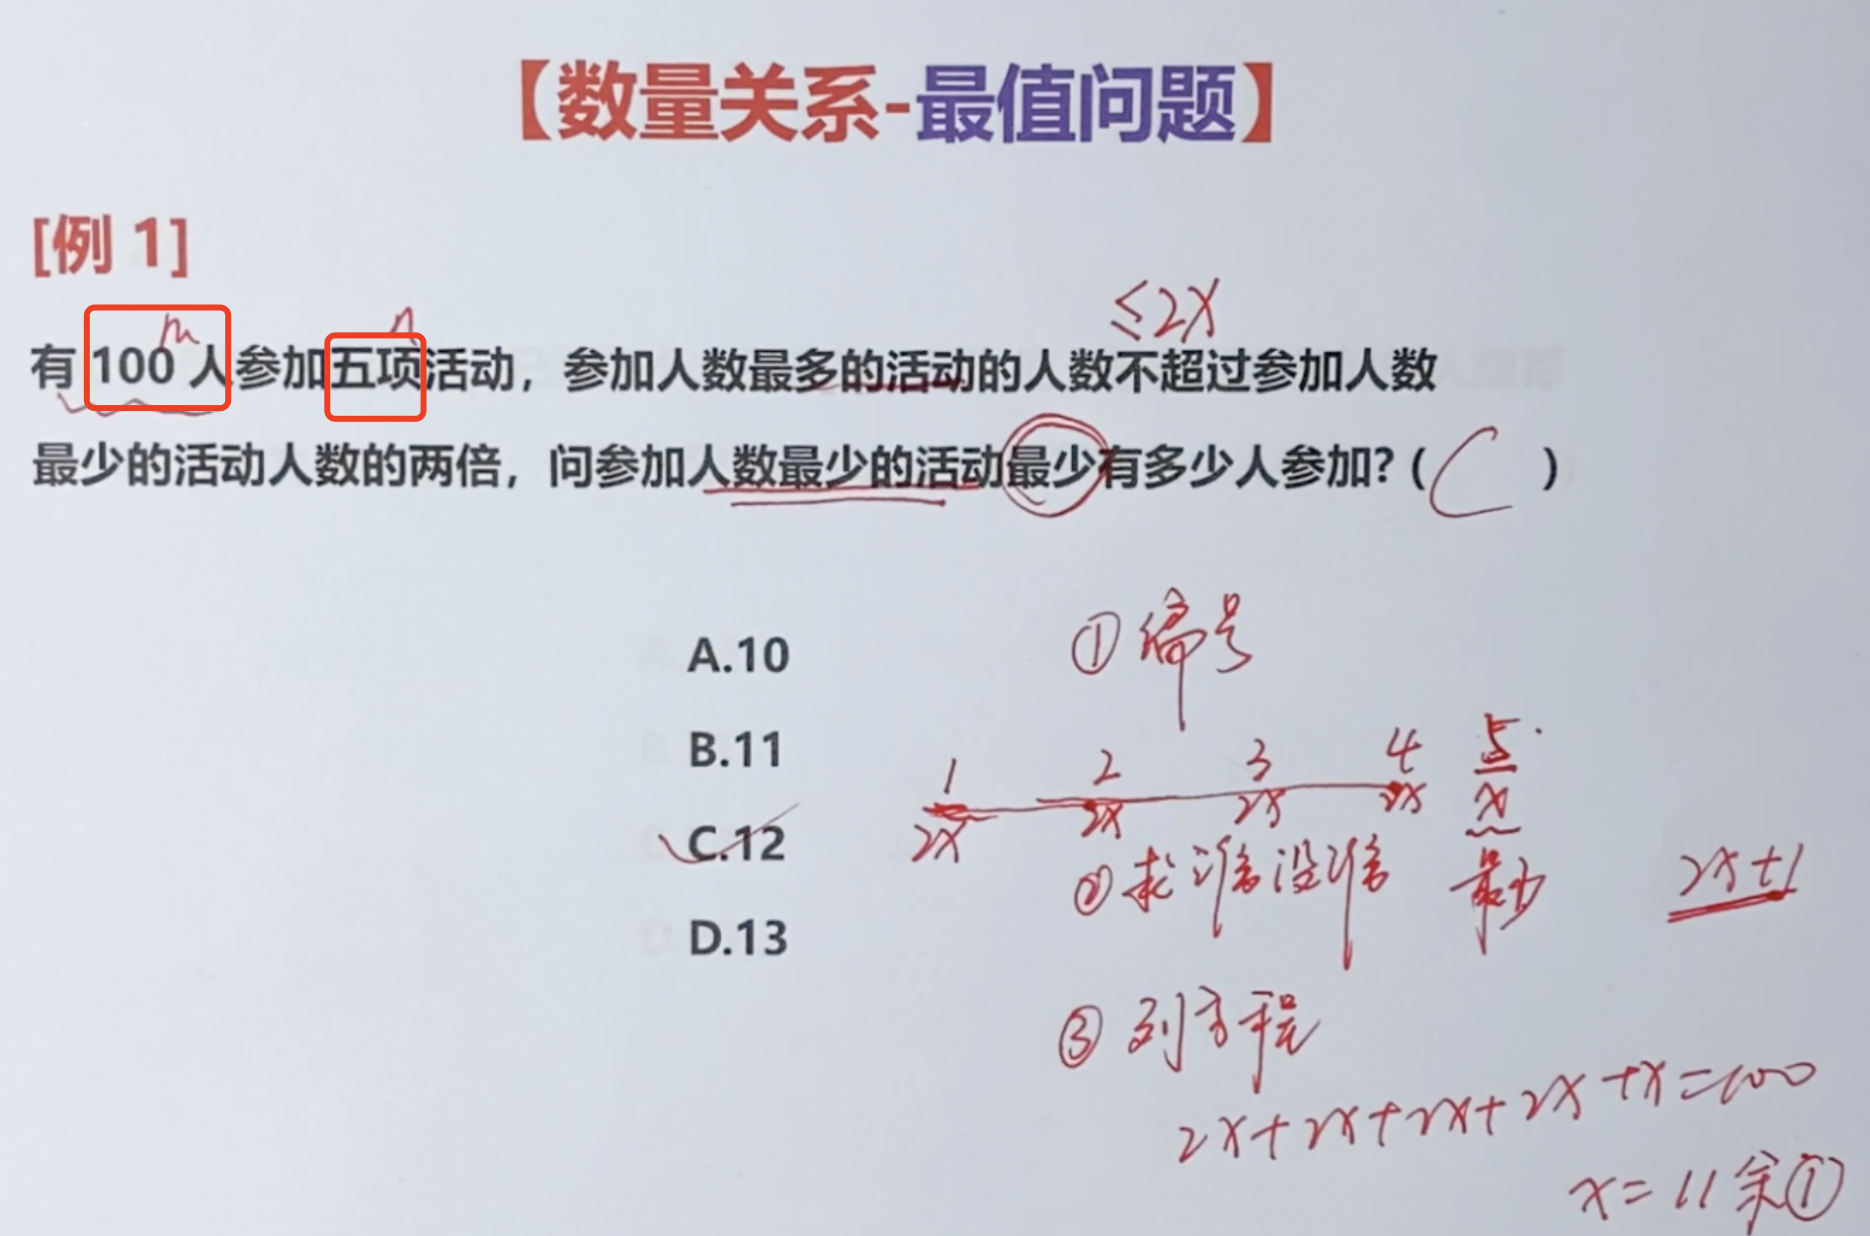 【数量关系-最值问题】
[例 1]
≤2x
m n
有 100 人参加五项活动，参加人数最多的活动的人数不超过参加人数
最少的活动人数的两倍，问参加人数最少的活动最少有多少人参加?( C )
A.10
① 编号
B.11
1 2 3 4 5
2x 2x 2x 2x x
C.12
② 求谁设谁 最少 2x+1
D.13
③ 列方程
2x+2x+2x+2x+x=100
x=11余①